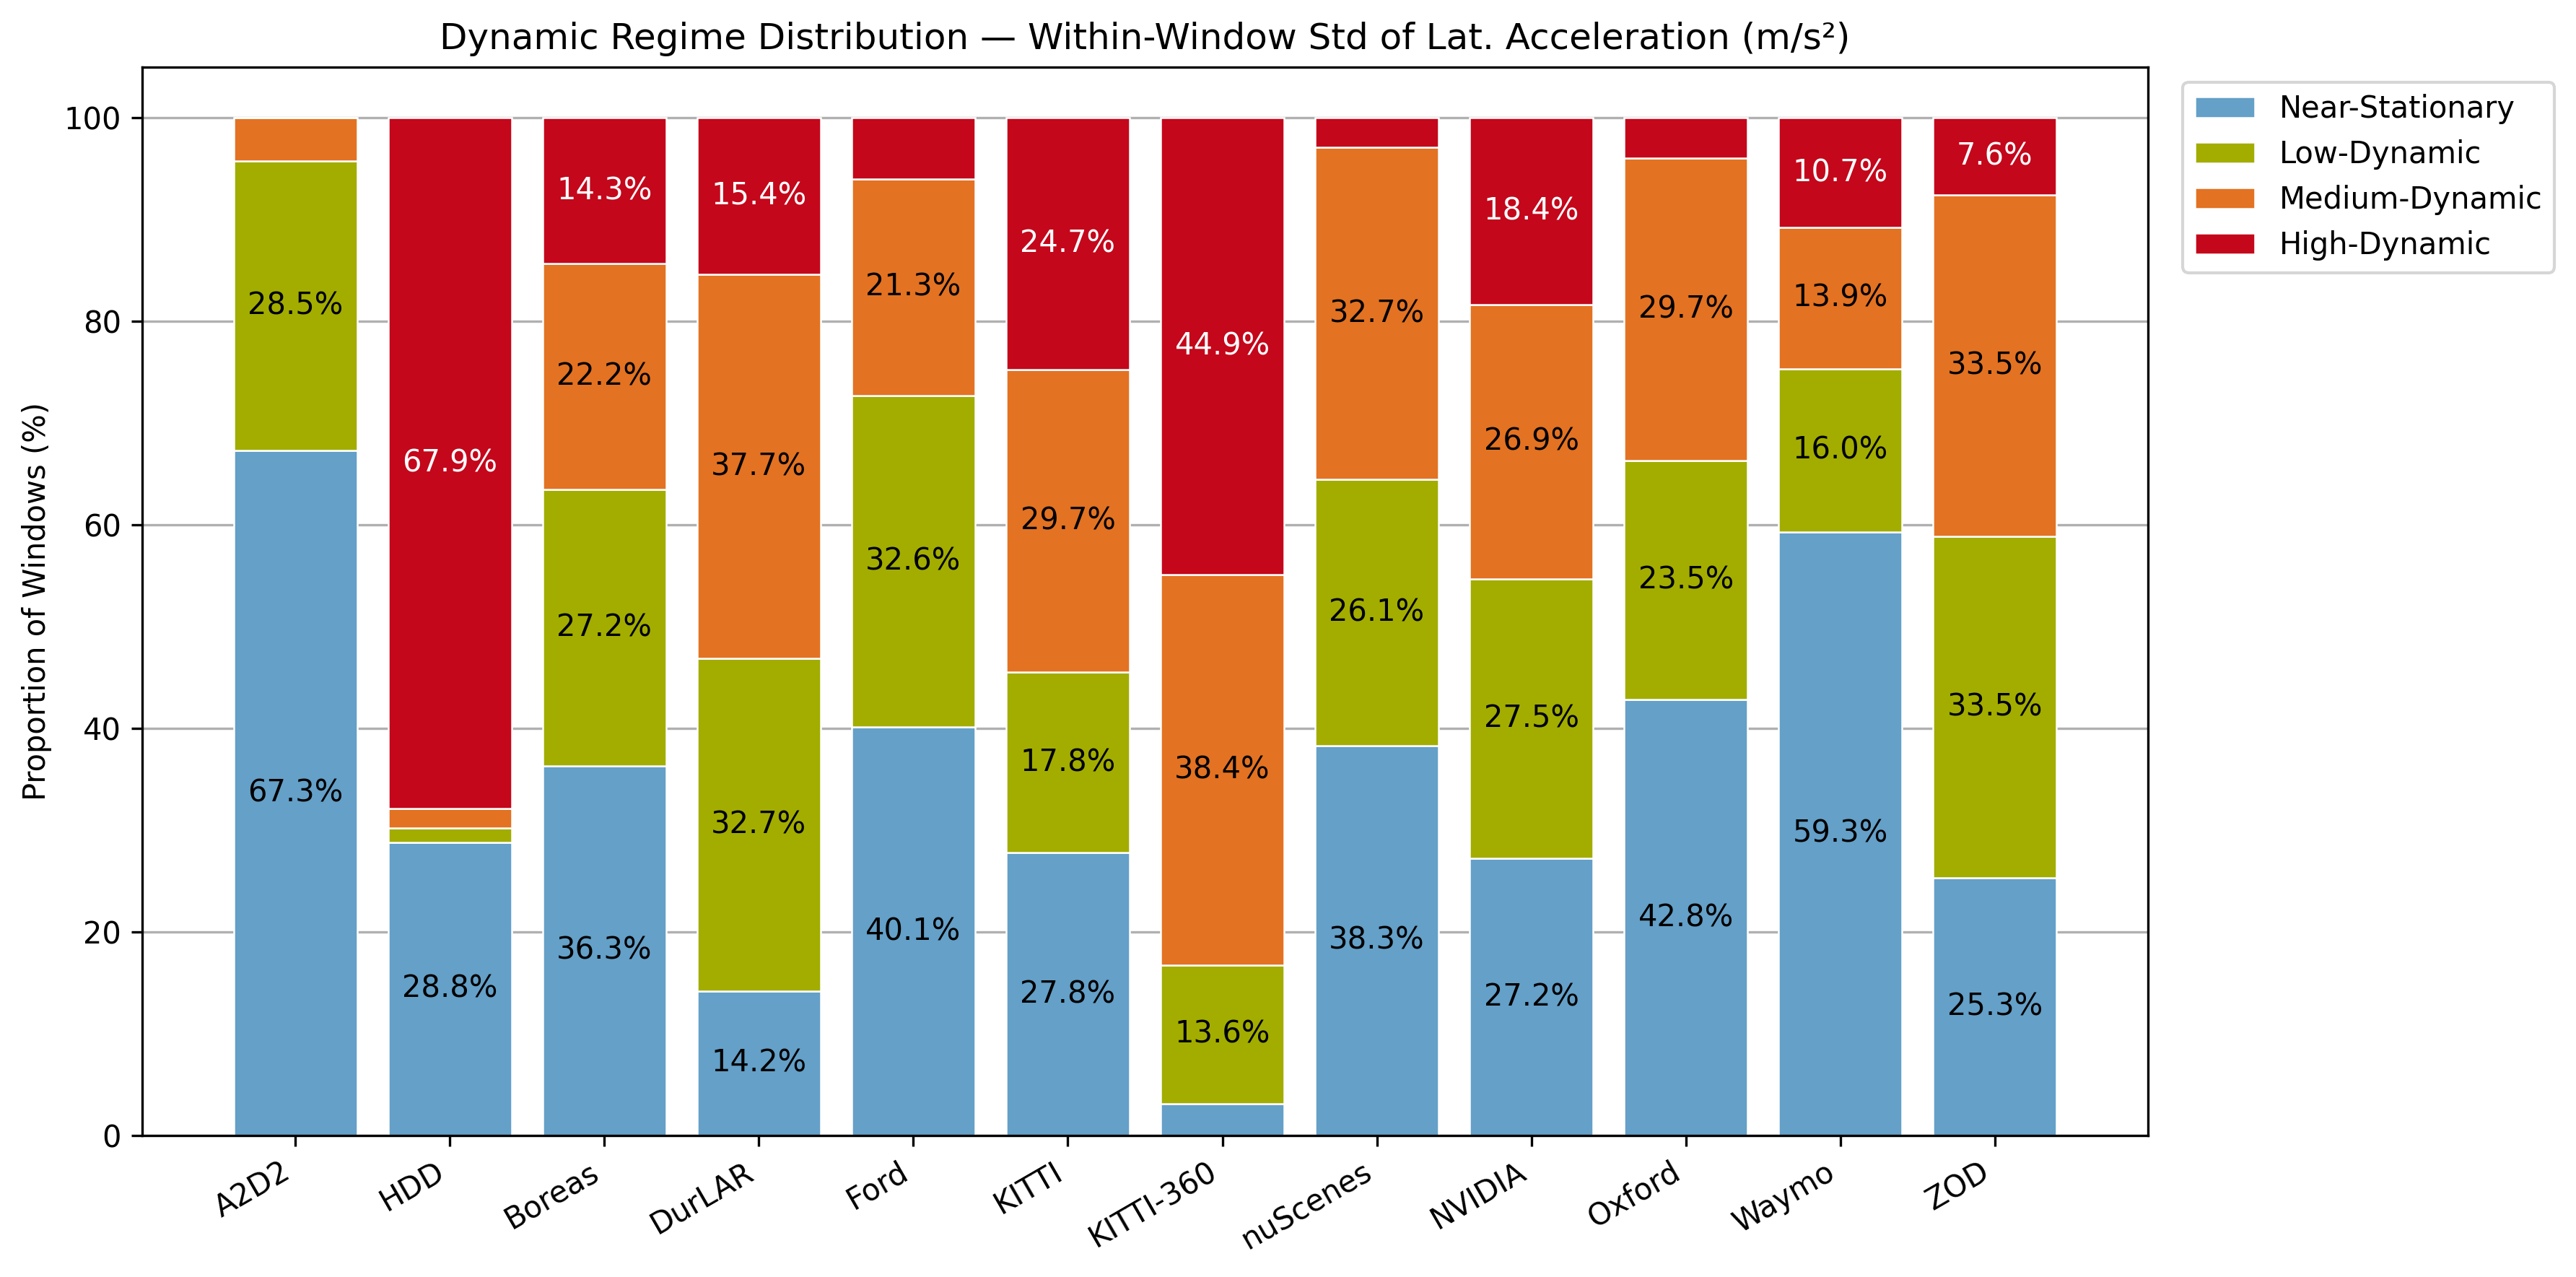 Dynamic Regime Distribution — Within-Window Std of Lat. Acceleration (m/s²)
Proportion of Windows (%)
100
80
60
40
20
0
67.3%
28.5%
28.8%
67.9%
36.3%
27.2%
22.2%
14.3%
14.2%
32.7%
37.7%
15.4%
40.1%
32.6%
21.3%
27.8%
17.8%
29.7%
24.7%
13.6%
38.4%
44.9%
38.3%
26.1%
32.7%
27.2%
27.5%
26.9%
18.4%
42.8%
23.5%
29.7%
59.3%
16.0%
13.9%
10.7%
25.3%
33.5%
33.5%
7.6%
A2D2
HDD
Boreas
DurLAR
Ford
KITTI
KITTI-360
nuScenes
NVIDIA
Oxford
Waymo
ZOD
Near-Stationary
Low-Dynamic
Medium-Dynamic
High-Dynamic